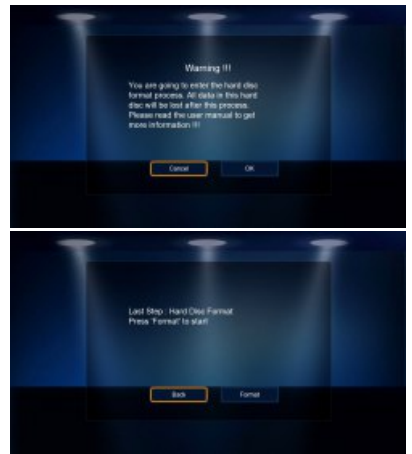 Warning !!!
You are going to enter the hard disc
format process. All data in this hard
disc will be lost after this process.
Please read the user manual to get
more information !!!
Cancel
OK
Last Step : Hard Disc Format
Press 'Format' to start
Back
Format